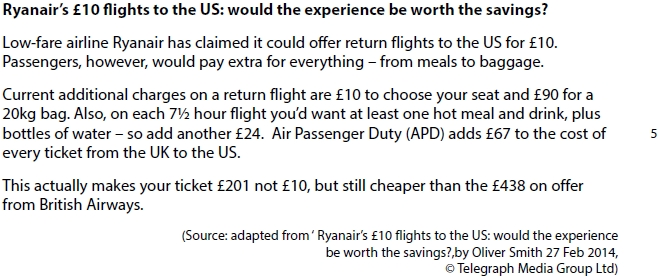 Ryanair's £10 flights to the US: would the experience be worth the savings?
Low-fare airline Ryanair has claimed it could offer return flights to the US for £10.
Passengers, however, would pay extra for everything – from meals to baggage.
Current additional charges on a return flight are £10 to choose your seat and £90 for a
20kg bag. Also, on each 7½ hour flight you'd want at least one hot meal and drink, plus
bottles of water – so add another £24.  Air Passenger Duty (APD) adds £67 to the cost of 5
every ticket from the UK to the US.
This actually makes your ticket £201 not £10, but still cheaper than the £438 on offer
from British Airways.
(Source: adapted from ‘ Ryanair's £10 flights to the US: would the experience
be worth the savings?,by Oliver Smith 27 Feb 2014,
© Telegraph Media Group Ltd)